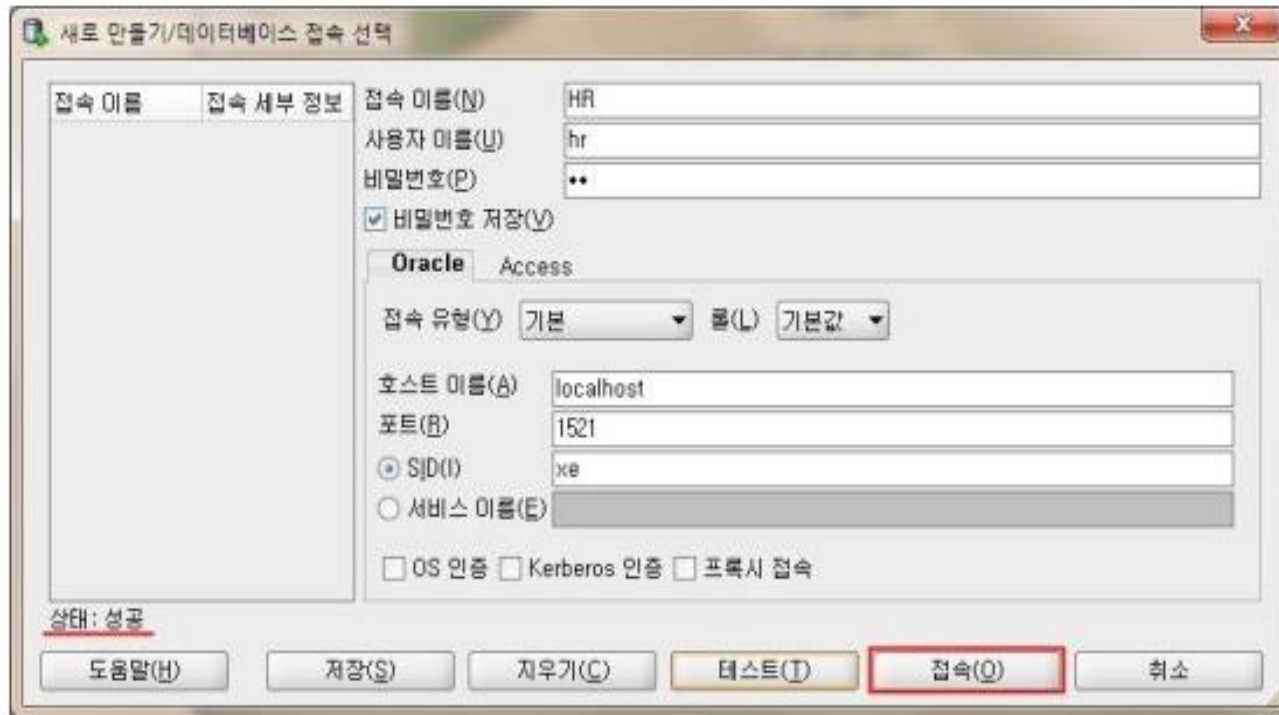 새로 만들기/데이터베이스 접속 선택
접속 이름 접속 세부 정보
접속 이름(N) HR
사용자 이름(U) hr
비밀번호(P) ••
비밀번호 저장(V)
Oracle Access
접속 유형(Y) 기본 롤(L) 기본값
호스트 이름(A) localhost
포트(R) 1521
SID(I) xe
서비스 이름(E)
OS 인증 Kerberos 인증 프록시 접속
상태: 성공
도움말(H) 저장(S) 지우기(C) 테스트(T) 접속(O) 취소